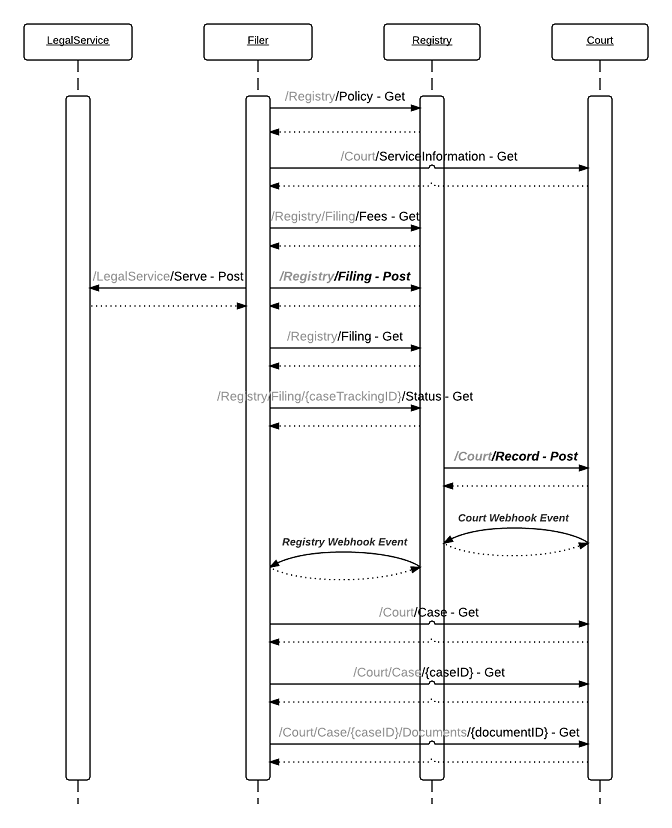 LegalService
Filer
Registry
Court
/Registry/Policy - Get
/Court/ServiceInformation - Get
/Registry/Filing/Fees - Get
/LegalService/Serve - Post
/Registry/Filing - Post
/Registry/Filing - Get
/Registry/Filing/{caseTrackingID}/Status - Get
/Court/Record - Post
Court Webhook Event
Registry Webhook Event
/Court/Case - Get
/Court/Case/{caseID} - Get
/Court/Case/{caseID}/Documents/{documentID} - Get